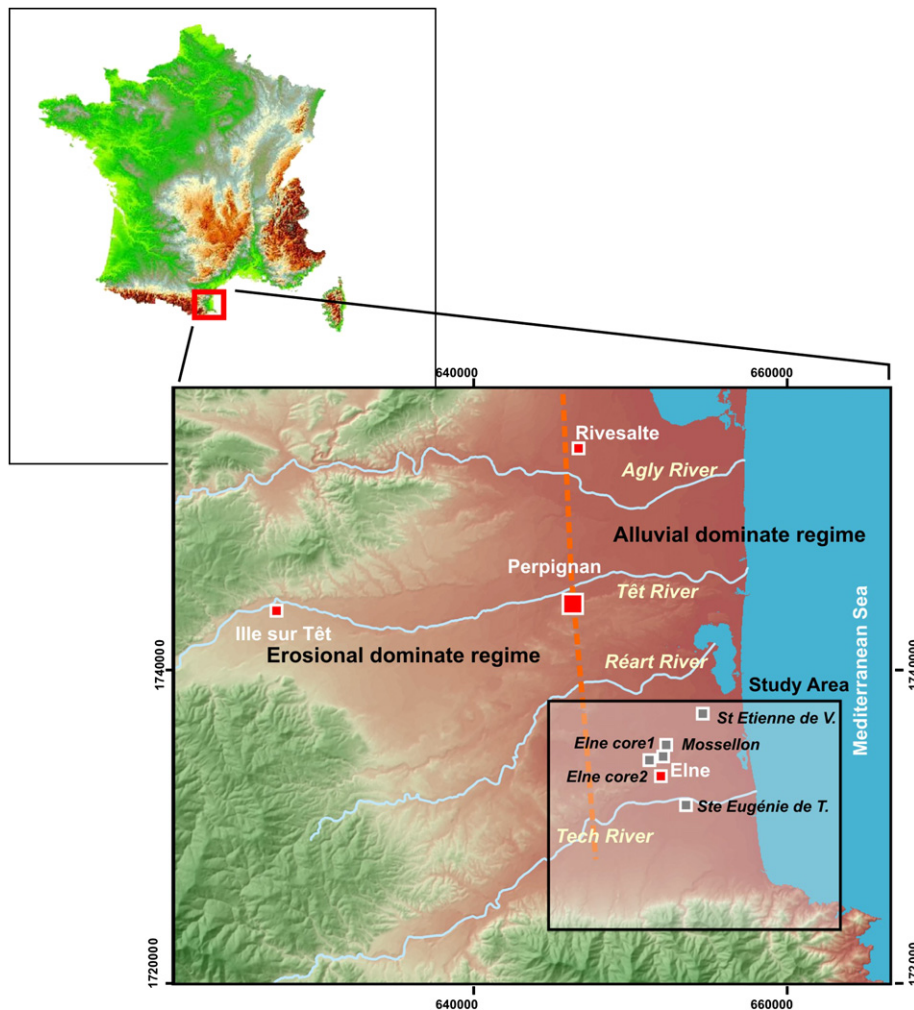 640000
660000
Rivesalte
Agly River
Alluvial dominate regime
Perpignan
Têt River
Ille sur Têt
Erosional dominate regime
Réart River
Mediterranean Sea
1740000
Study Area
St Etienne de V.
Elne core1
Mossellon
Elne core2
Elne
Ste Eugénie de T.
Tech River
1720000
640000
660000